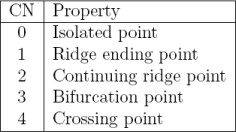 CN Property
0 Isolated point
1 Ridge ending point
2 Continuing ridge point
3 Bifurcation point
4 Crossing point